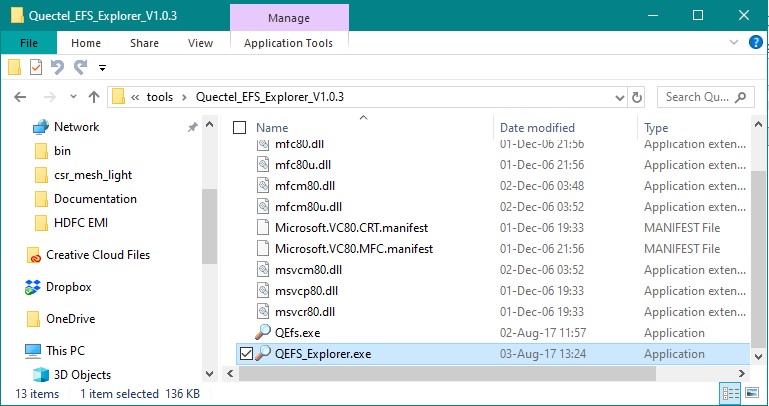 Quectel_EFS_Explorer_V1.0.3 Manage
File Home Share View Application Tools
« tools > Quectel_EFS_Explorer_V1.0.3 Search Qu...
Network
bin
csr_mesh_light
Documentation
HDFC EMI
Creative Cloud Files
Dropbox
OneDrive
This PC
3D Objects
Name Date modified Type
mfc80.dll 01-Dec-06 21:56 Application exten...
mfc80u.dll 01-Dec-06 21:56 Application exten...
mfcm80.dll 02-Dec-06 03:48 Application exten...
mfcm80u.dll 02-Dec-06 03:52 Application exten...
Microsoft.VC80.CRT.manifest 01-Dec-06 19:33 MANIFEST File
Microsoft.VC80.MFC.manifest 01-Dec-06 21:56 MANIFEST File
msvcm80.dll 02-Dec-06 03:52 Application exten...
msvcp80.dll 01-Dec-06 19:33 Application exten...
msvcr80.dll 01-Dec-06 19:33 Application exten...
QEfs.exe 02-Aug-17 11:57 Application
QEFS_Explorer.exe 03-Aug-17 13:24 Application
13 items 1 item selected 136 KB